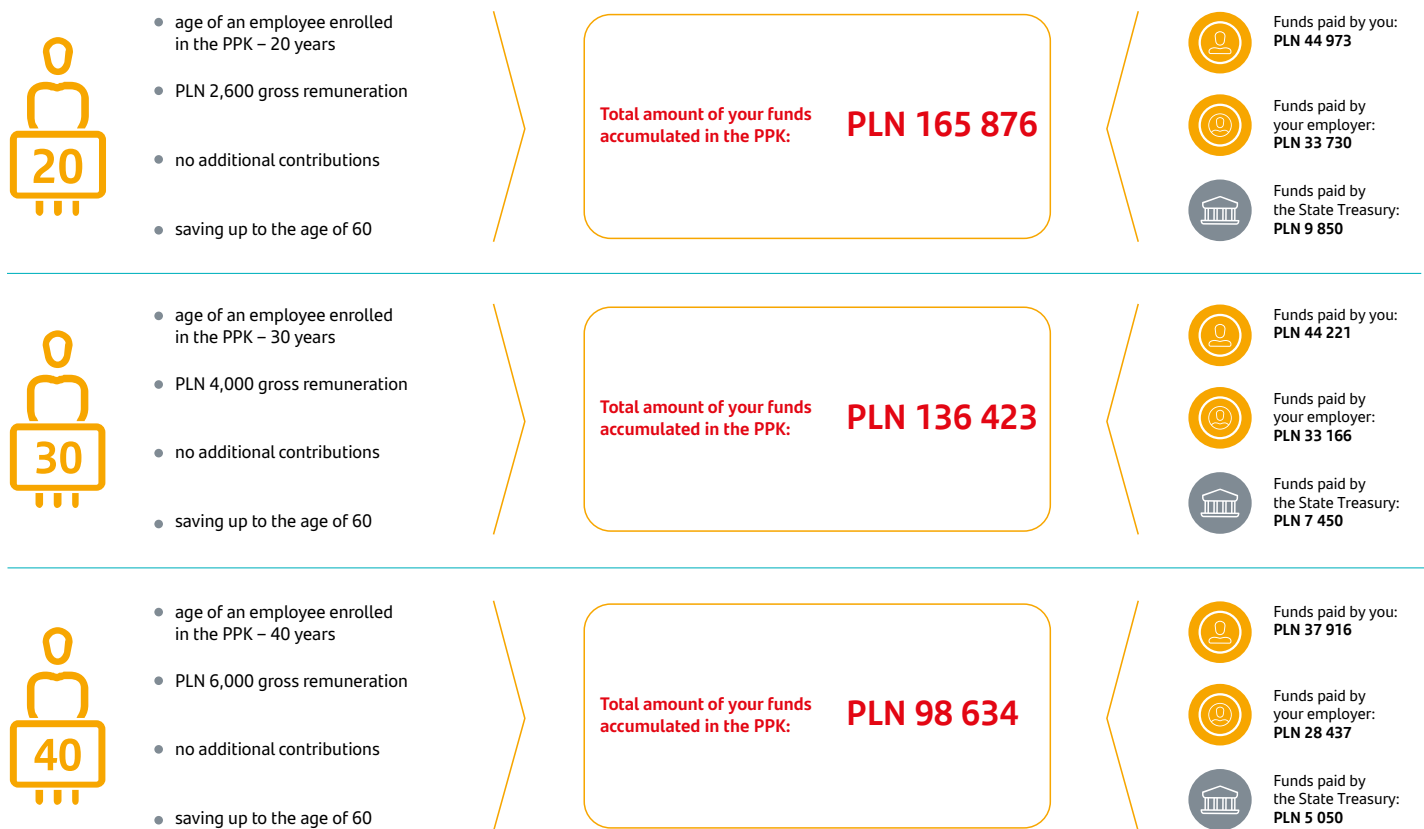 20
age of an employee enrolled
in the PPK – 20 years
PLN 2,600 gross remuneration
no additional contributions
saving up to the age of 60
Total amount of your funds
accumulated in the PPK:
PLN 165 876
Funds paid by you:
PLN 44 973
Funds paid by
your employer:
PLN 33 730
Funds paid by
the State Treasury:
PLN 9 850
30
age of an employee enrolled
in the PPK – 30 years
PLN 4,000 gross remuneration
no additional contributions
saving up to the age of 60
Total amount of your funds
accumulated in the PPK:
PLN 136 423
Funds paid by you:
PLN 44 221
Funds paid by
your employer:
PLN 33 166
Funds paid by
the State Treasury:
PLN 7 450
40
age of an employee enrolled
in the PPK – 40 years
PLN 6,000 gross remuneration
no additional contributions
saving up to the age of 60
Total amount of your funds
accumulated in the PPK:
PLN 98 634
Funds paid by you:
PLN 37 916
Funds paid by
your employer:
PLN 28 437
Funds paid by
the State Treasury:
PLN 5 050